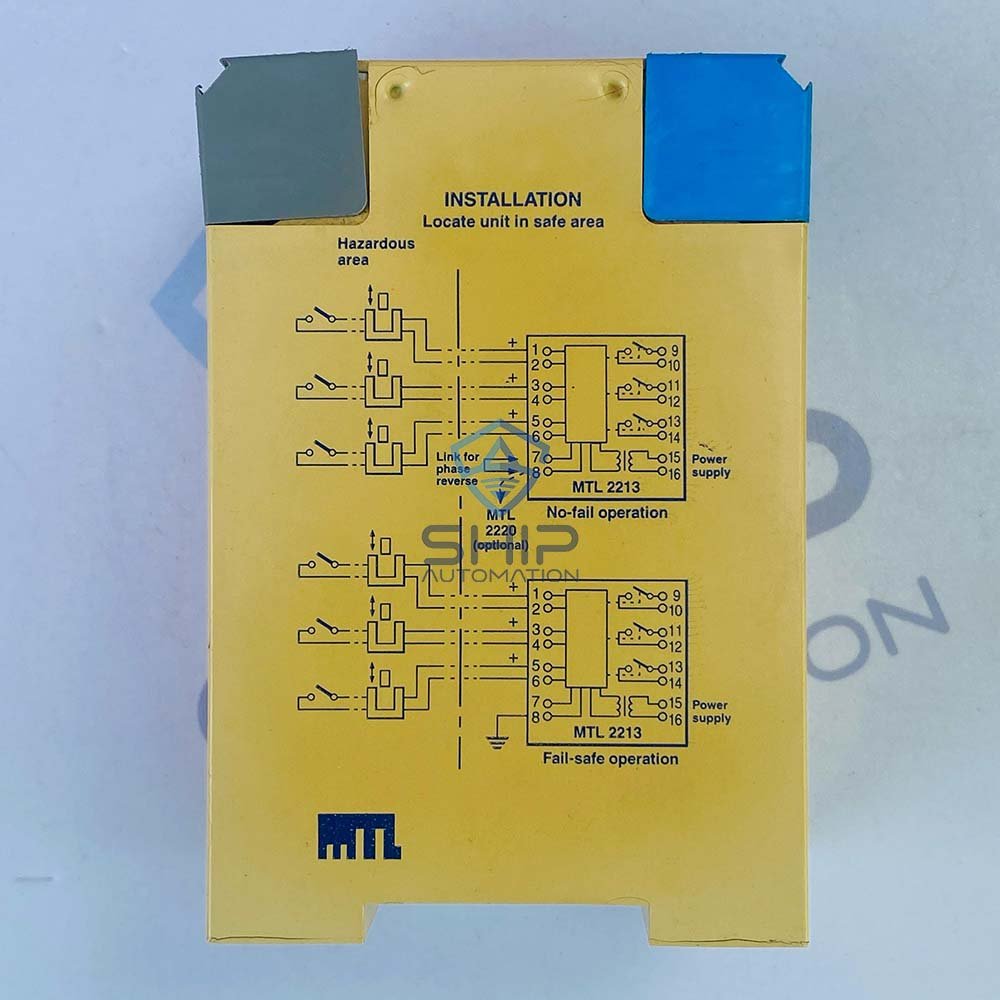 INSTALLATION
Locate unit in safe area
Hazardous
area
+
1
2
9
10
+
3
4
11
12
+
5
6
13
14
Link for
phase
reverse
7
8
15
16
Power
supply
MTL 2213
MTL
2220
(optional)
No-fail operation
SHIP
AUTOMATION
+
1
2
9
10
+
3
4
11
12
+
5
6
13
14
7
8
15
16
Power
supply
MTL 2213
Fail-safe operation
MTL